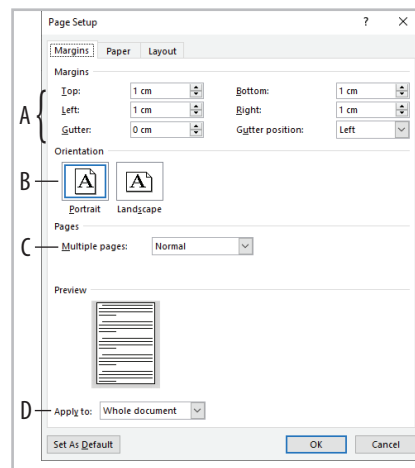 Page Setup ? ×
Margins Paper Layout
Margins
A
Top: 1 cm Bottom: 1 cm
Left: 1 cm Right: 1 cm
Gutter: 0 cm Gutter position: Left
Orientation
B
A A
Portrait Landscape
Pages
C Multiple pages: Normal
Preview
D Apply to: Whole document
Set As Default OK Cancel